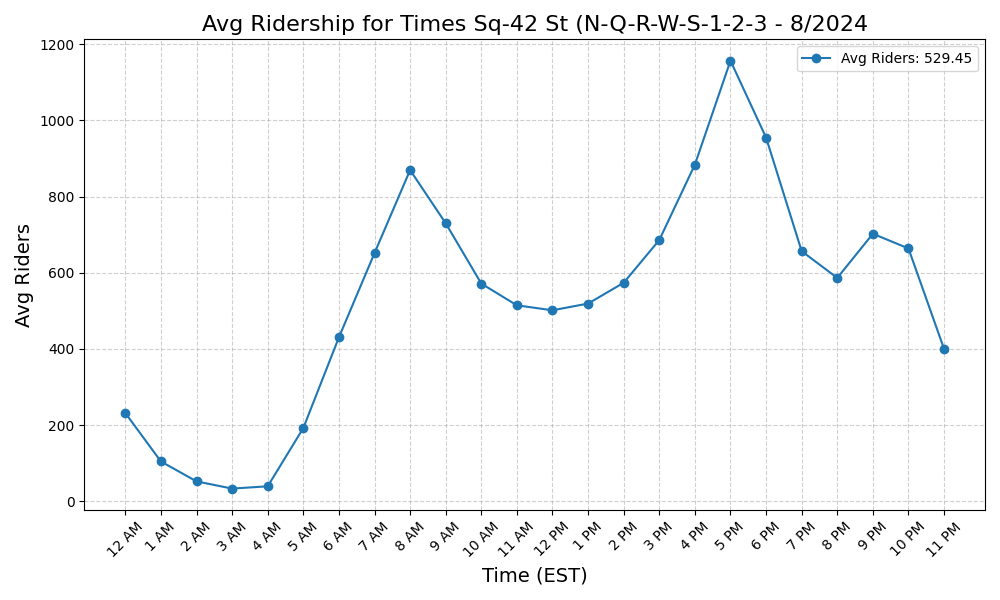 Avg Ridership for Times Sq-42 St (N-Q-R-W-S-1-2-3 - 8/2024
Avg Riders: 529.45
1200
1000
800
600
400
200
0
Avg Riders
12 AM
1 AM
2 AM
3 AM
4 AM
5 AM
6 AM
7 AM
8 AM
9 AM
10 AM
11 AM
12 PM
1 PM
2 PM
3 PM
4 PM
5 PM
6 PM
7 PM
8 PM
9 PM
10 PM
11 PM
Time (EST)